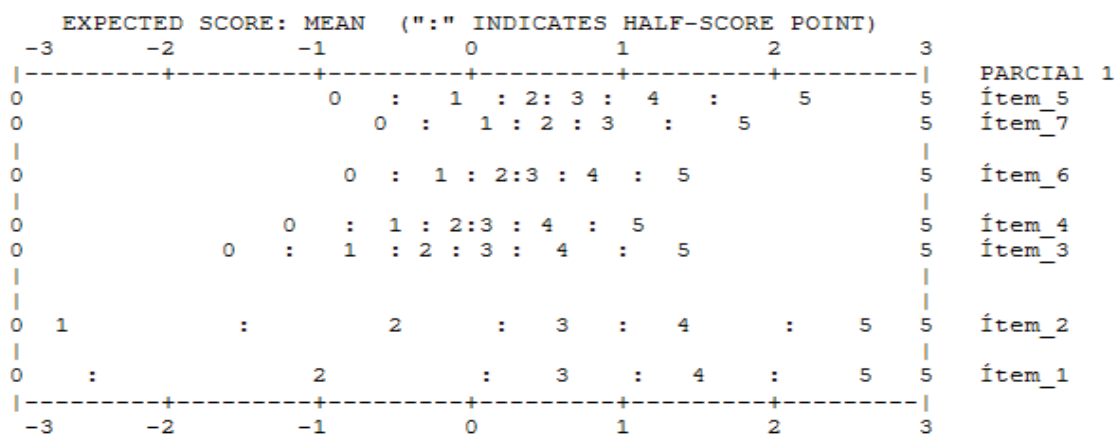 EXPECTED SCORE: MEAN (":" INDICATES HALF-SCORE POINT)
-3 -2 -1 0 1 2 3
|---------+---------+---------+---------+---------+---------| PARCIAl 1
0 0 : 1 : 2: 3 : 4 : 5 5 Ítem_5
0 0 : 1 : 2 : 3 : 5 5 Ítem_7
| |
0 0 : 1 : 2:3 : 4 : 5 5 Ítem_6
| |
0 0 : 1 : 2:3 : 4 : 5 5 Ítem_4
0 0 : 1 : 2 : 3 : 4 : 5 5 Ítem_3
| |
| |
0 1 : 2 : 3 : 4 : 5 5 Ítem_2
| |
0 : 2 : 3 : 4 : 5 5 Ítem_1
|---------+---------+---------+---------+---------+---------|
-3 -2 -1 0 1 2 3